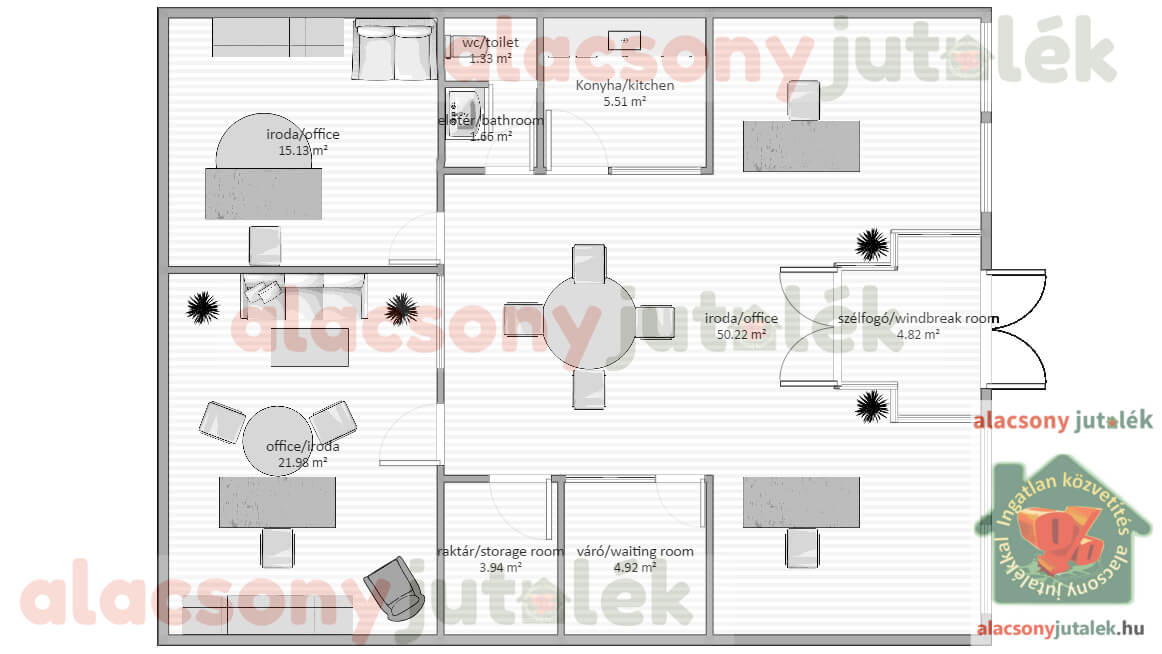 alacsonyjutalék
wc/toilet
1.33 m²
Konyha/kitchen
5.51 m²
előtér/bathroom
1.66 m²
iroda/office
15.13 m²
alacsonyjutalék
iroda/office
50.22 m²
szélfogó/windbreak room
4.82 m²
alacsony jutalék
office/iroda
21.98 m²
Ingatlan közvetítés alacsony jutalékkal
0%
raktár/storage room
3.94 m²
váró/waiting room
4.92 m²
alacsonyjutalék
alacsonyjutalek.hu